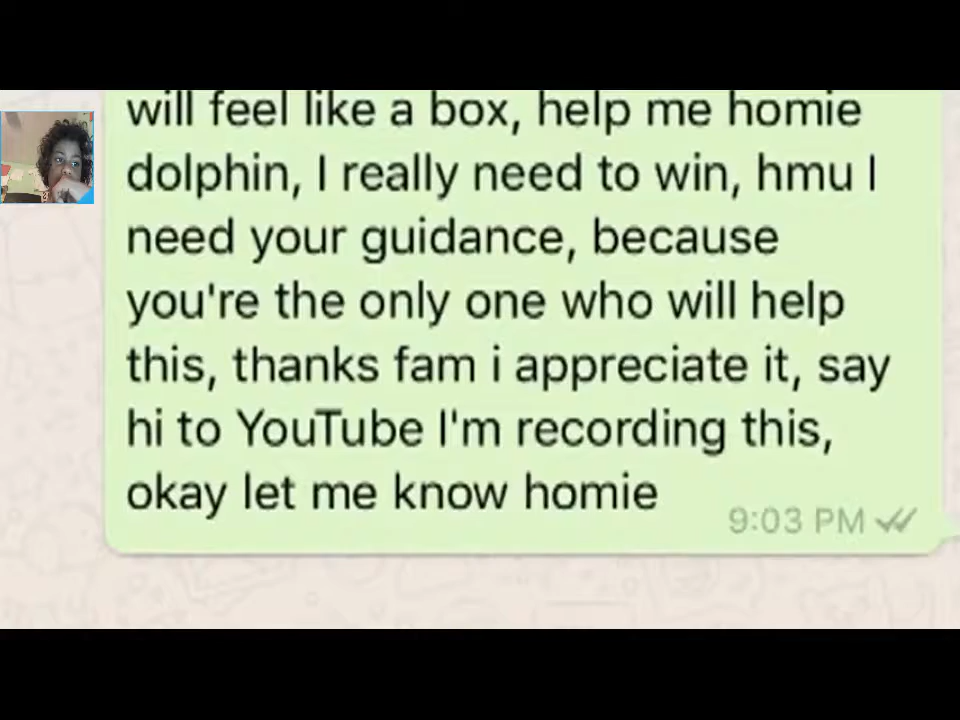 will feel like a box, help me homie
dolphin, I really need to win, hmu I
need your guidance, because
you're the only one who will help
this, thanks fam i appreciate it, say
hi to YouTube I'm recording this,
okay let me know homie
9:03 PM